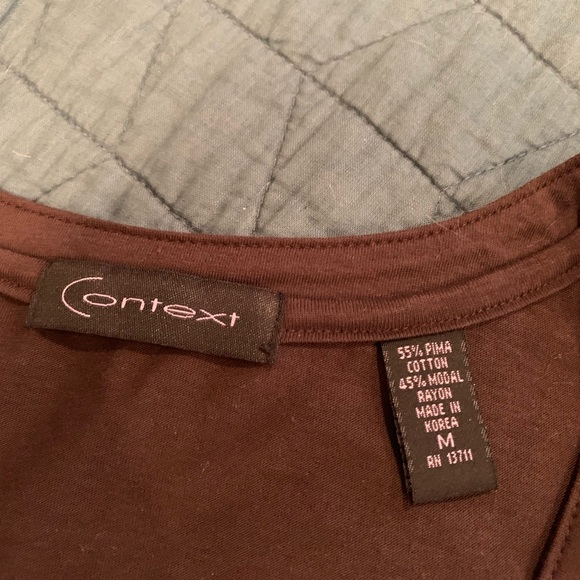 Context
55% PIMA
COTTON
45% MODAL
RAYON
MADE IN
KOREA
M
RN 13711